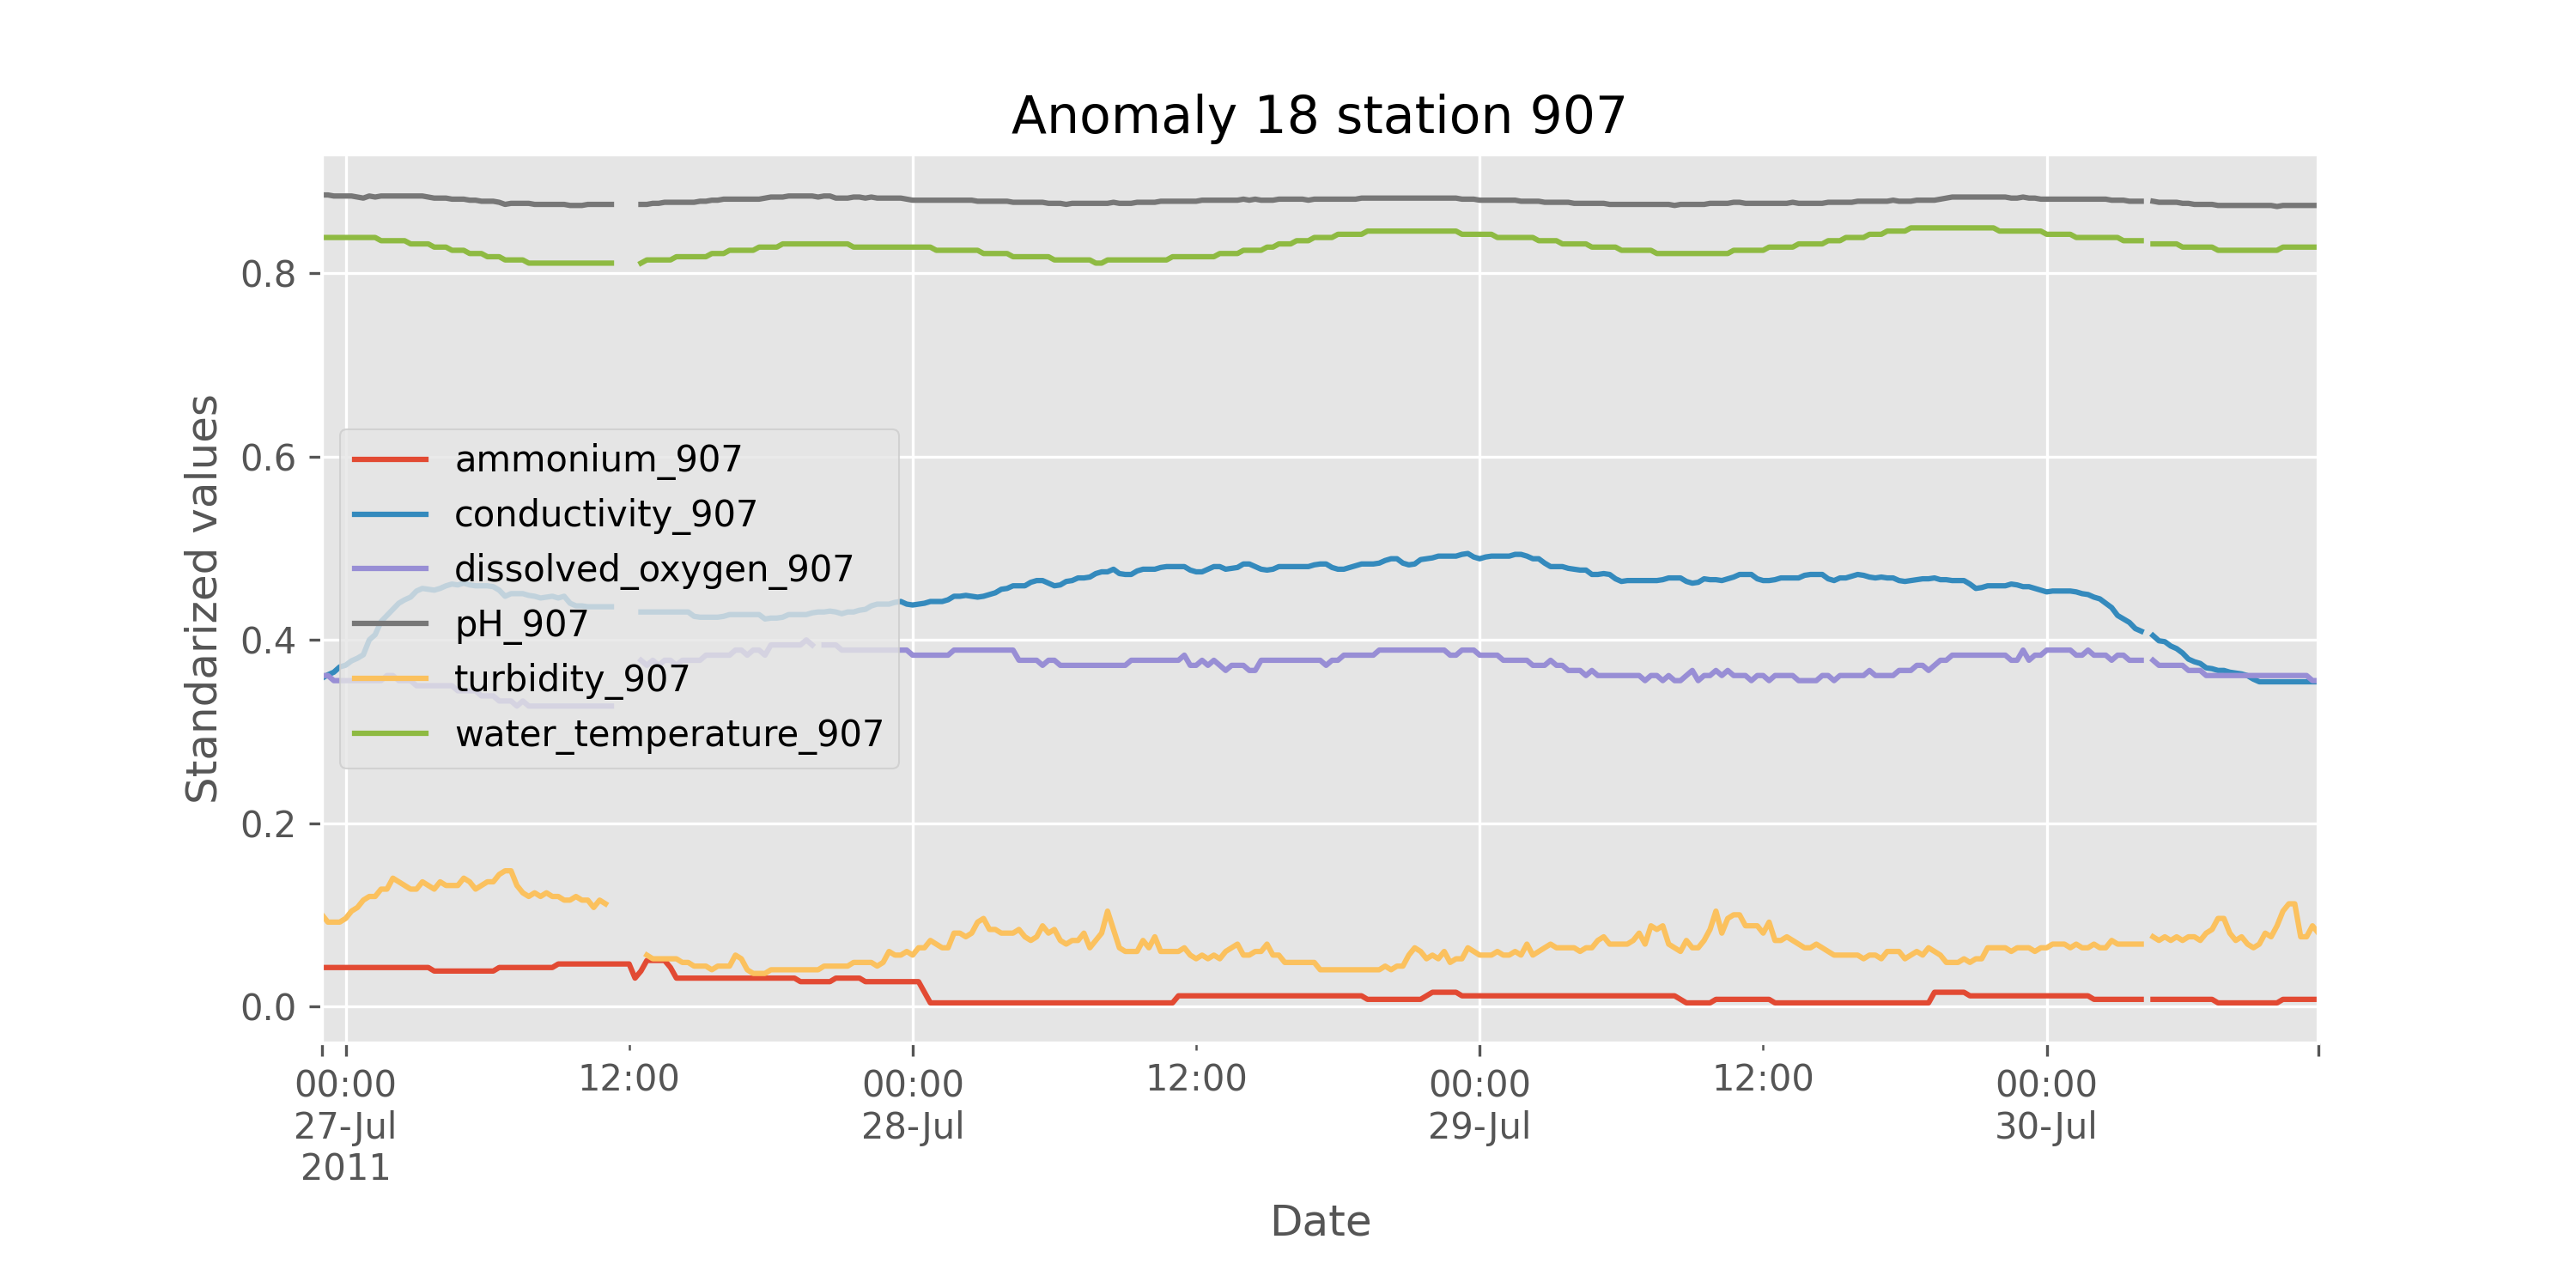 Anomaly 18 station 907
Standarized values
0.8
0.6
0.4
0.2
0.0
ammonium_907
conductivity_907
dissolved_oxygen_907
pH_907
turbidity_907
water_temperature_907
00:00 12:00 00:00 12:00 00:00 12:00 00:00
27-Jul 28-Jul 29-Jul 30-Jul
2011
Date